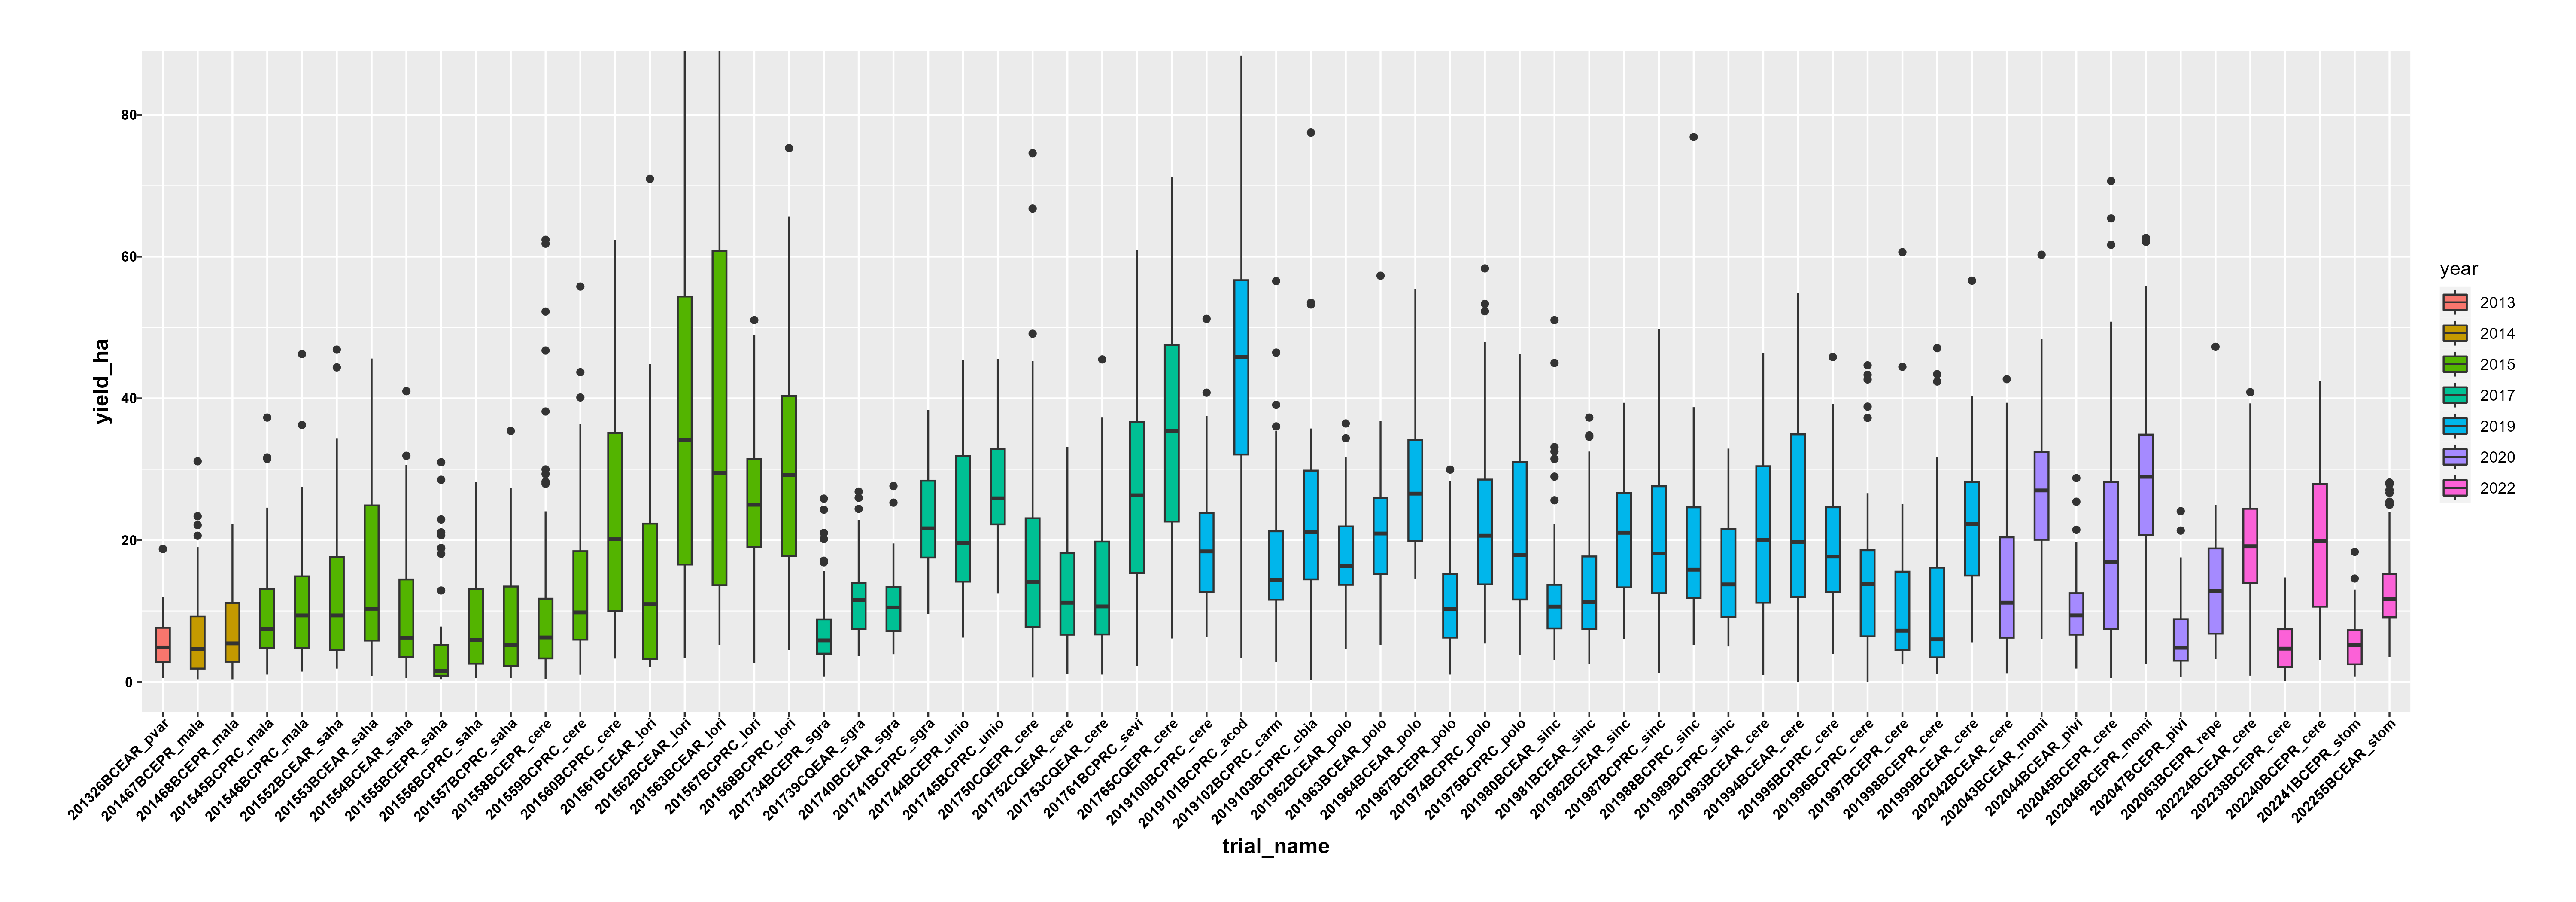 80
60
40
20
0
yield_ha
201326BCEAR_pvar
201467BCEPR_mala
201468BCEPR_mala
201545BCPRC_mala
201546BCPRC_mala
201552BCEAR_saha
201553BCEAR_saha
201554BCEAR_saha
201555BCEPR_saha
201556BCPRC_saha
201557BCPRC_saha
201558BCEPR_cere
201559BCPRC_cere
201560BCPRC_cere
201561BCEAR_lori
201562BCEAR_lori
201563BCEAR_lori
201567BCPRC_lori
201568BCPRC_lori
201734BCEPR_sgra
201739CQEAR_sgra
201740BCEAR_sgra
201741BCPRC_sgra
201744BCEPR_unio
201745BCPRC_unio
201750CQEPR_cere
201752CQEAR_cere
201753CQEAR_cere
201761BCPRC_sevi
201765CQEPR_cere
2019100BCPRC_cere
2019101BCPRC_acod
2019102BCPRC_carm
2019103BCPRC_cbia
201962BCEAR_polo
201963BCEAR_polo
201964BCEAR_polo
201967BCEPR_polo
201974BCPRC_polo
201975BCPRC_polo
201980BCEAR_sinc
201981BCEAR_sinc
201982BCEAR_sinc
201987BCPRC_sinc
201988BCPRC_sinc
201989BCPRC_sinc
201993BCEAR_cere
201994BCEAR_cere
201995BCPRC_cere
201996BCPRC_cere
201997BCEPR_cere
201998BCEPR_cere
201999BCEAR_cere
202042BCEAR_cere
202043BCEAR_momi
202044BCEAR_pivi
202045BCEPR_cere
202046BCEPR_momi
202047BCEPR_pivi
202063BCEPR_repe
202224BCEAR_cere
202238BCEPR_cere
202240BCEPR_cere
202241BCEPR_stom
202255BCEAR_stom
trial_name
year
2013
2014
2015
2017
2019
2020
2022